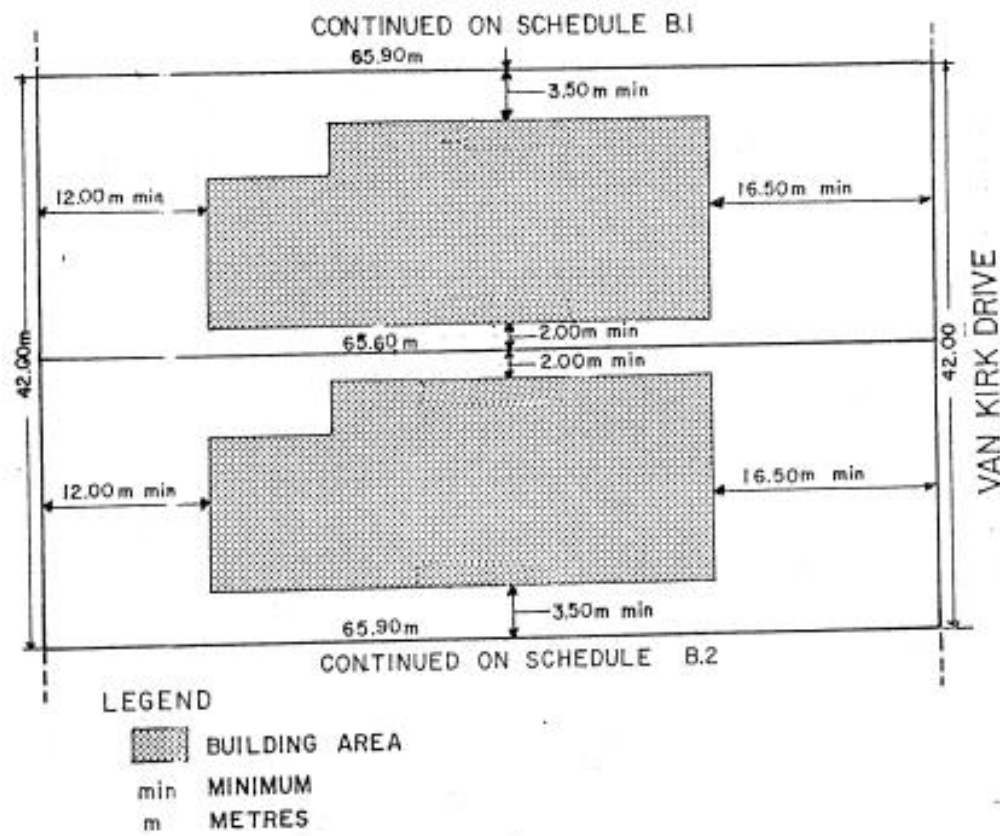 CONTINUED ON SCHEDULE B.1
65.90m
3.50m min
12.00m min
16.50m min
2.00m min
65.60m
2.00m min
42.00m
42.00
VAN KIRK DRIVE
12.00m min
16.50m min
3.50m min
65.90m
CONTINUED ON SCHEDULE B.2
LEGEND
BUILDING AREA
min MINIMUM
m METRES